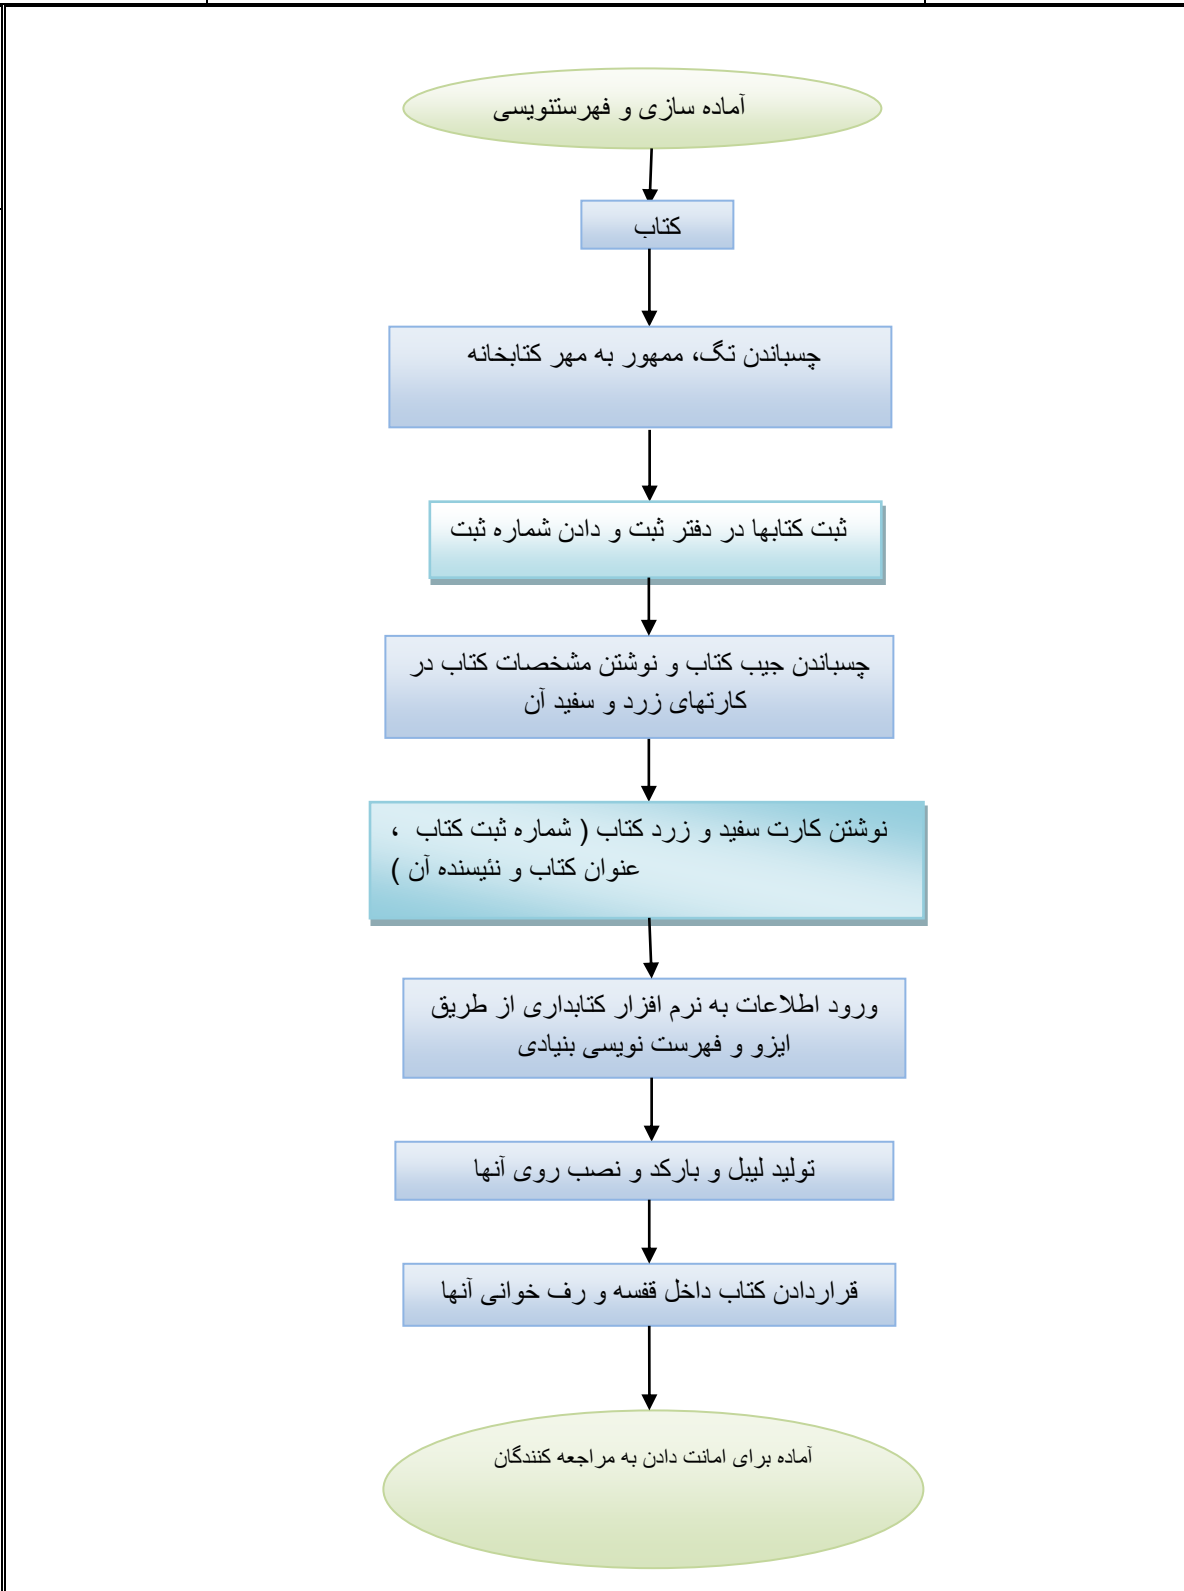 آماده سازی و فهرستنویسی
کتاب
چسباندن تگ، ممهور به مهر کتابخانه
ثبت کتابها در دفتر ثبت و دادن شماره ثبت
چسباندن جیب کتاب و نوشتن مشخصات کتاب در
کارتهای زرد و سفید آن
نوشتن کارت سفید و زرد کتاب ( شماره ثبت کتاب ،
عنوان کتاب و نئیسنده آن )
ورود اطلاعات به نرم افزار کتابداری از طریق
ایزو و فهرست نویسی بنیادی
تولید لیبل و بارکد و نصب روی آنها
قراردادن کتاب داخل قفسه و رف خوانی آنها
آماده برای امانت دادن به مراجعه کنندگان